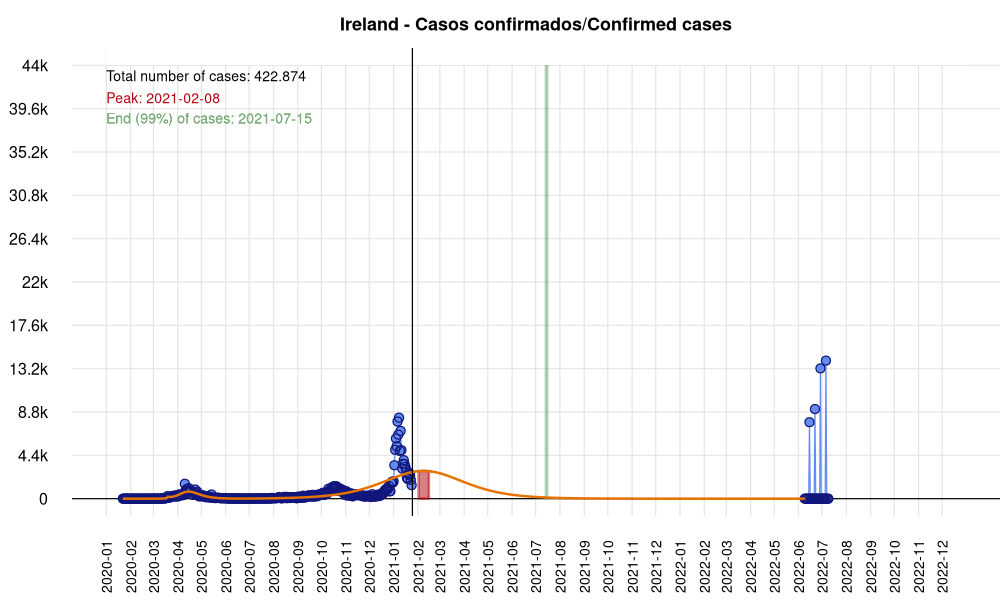 Ireland - Casos confirmados/Confirmed cases
44k
Total number of cases: 422.874
Peak: 2021-02-08
39.6k
End (99%) of cases: 2021-07-15
35.2k
30.8k
26.4k
22k
17.6k
13.2k
8.8k
4.4k
0
2020-01
2020-02
2020-03
2020-04
2020-05
2020-06
2020-07
2020-08
2020-09
2020-10
2020-11
2020-12
2021-01
2021-02
2021-03
2021-04
2021-05
2021-06
2021-07
2021-08
2021-09
2021-10
2021-11
2021-12
2022-01
2022-02
2022-03
2022-04
2022-05
2022-06
2022-07
2022-08
2022-09
2022-10
2022-11
2022-12